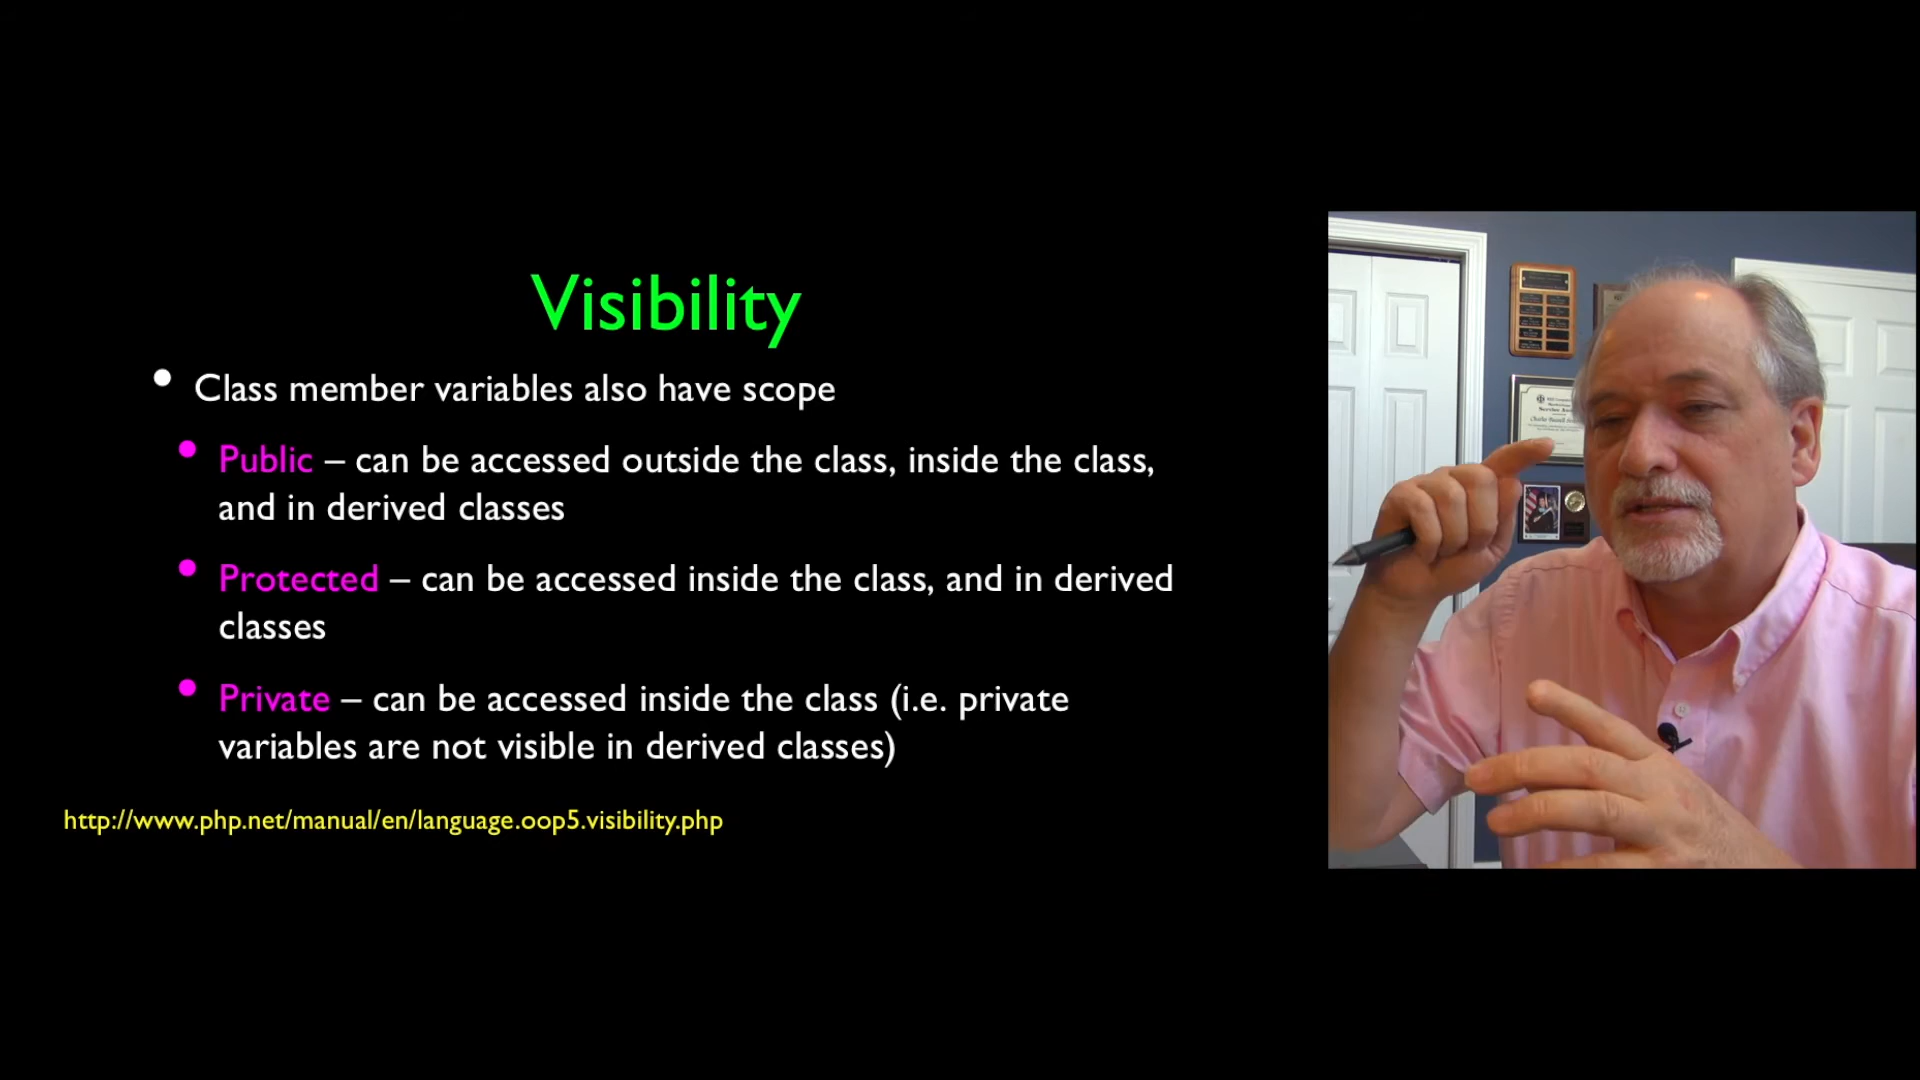 Visibility
• Class member variables also have scope
• Public – can be accessed outside the class, inside the class,
and in derived classes
• Protected – can be accessed inside the class, and in derived
classes
• Private – can be accessed inside the class (i.e. private
variables are not visible in derived classes)
http://www.php.net/manual/en/language.oop5.visibility.php